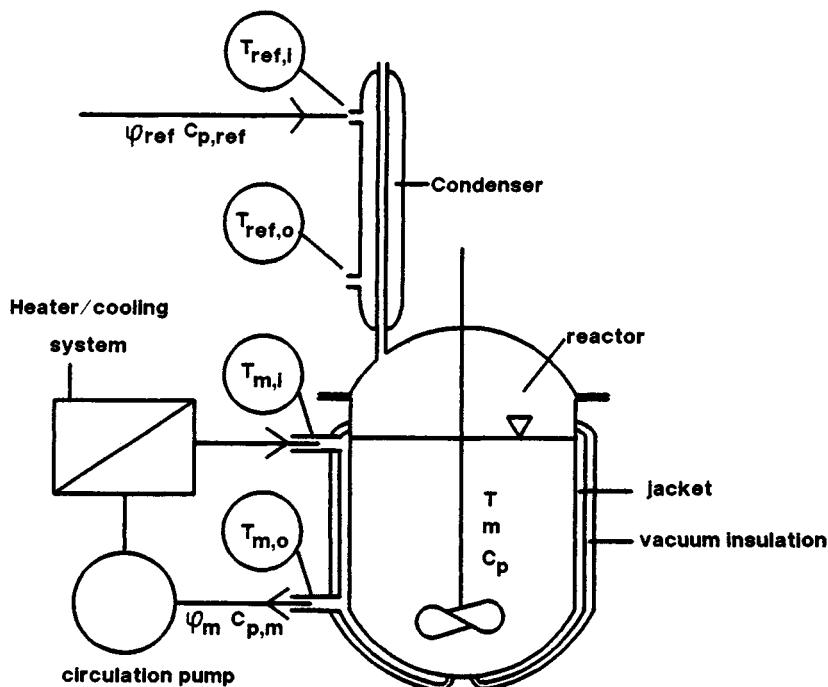 T_ref,i
φ_ref c_p,ref
Condenser
T_ref,o
Heater/cooling
system
reactor
T_m,i
jacket
T
m
c_p
T_m,o
vacuum insulation
φ_m c_p,m
circulation pump